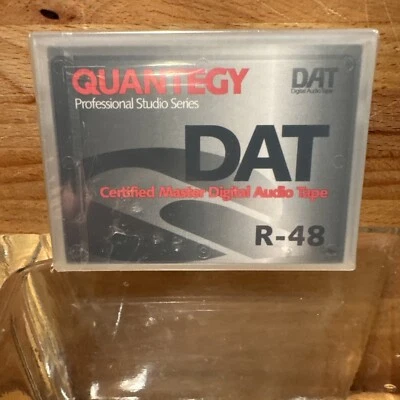 QUANTEGY
Professional Studio Series
DAT
Digital Audio Tape
DAT
Certified Master Digital Audio Tape
R-48